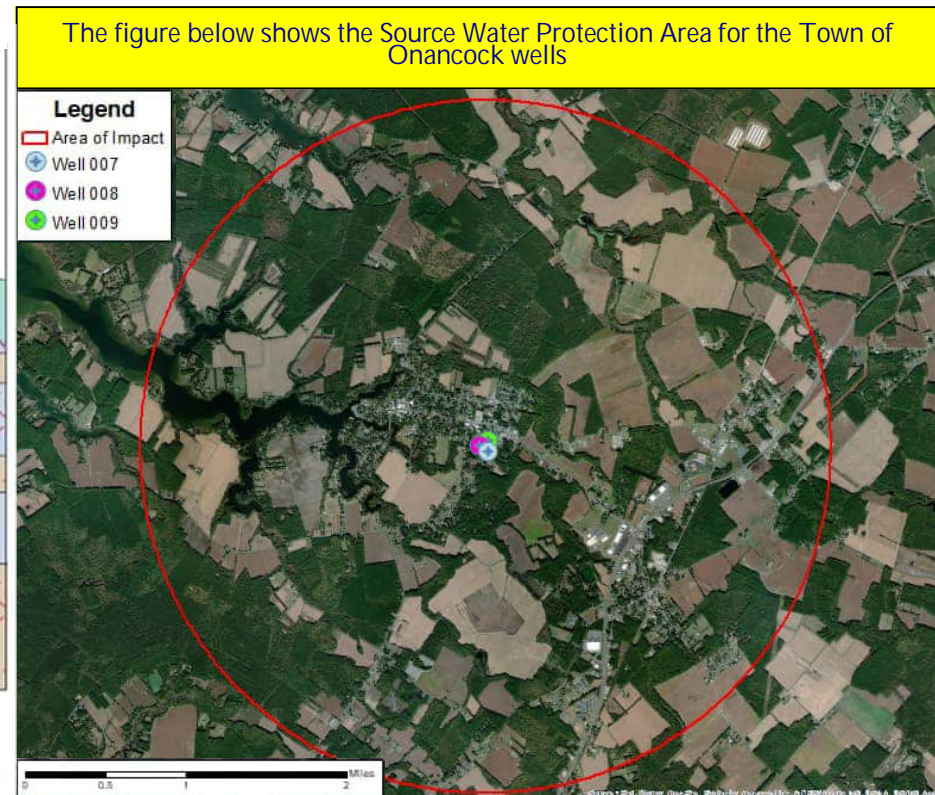 The figure below shows the Source Water Protection Area for the Town of
Onancock wells
Legend
Area of Impact
Well 007
Well 008
Well 009
Miles
0 0.5 1 2